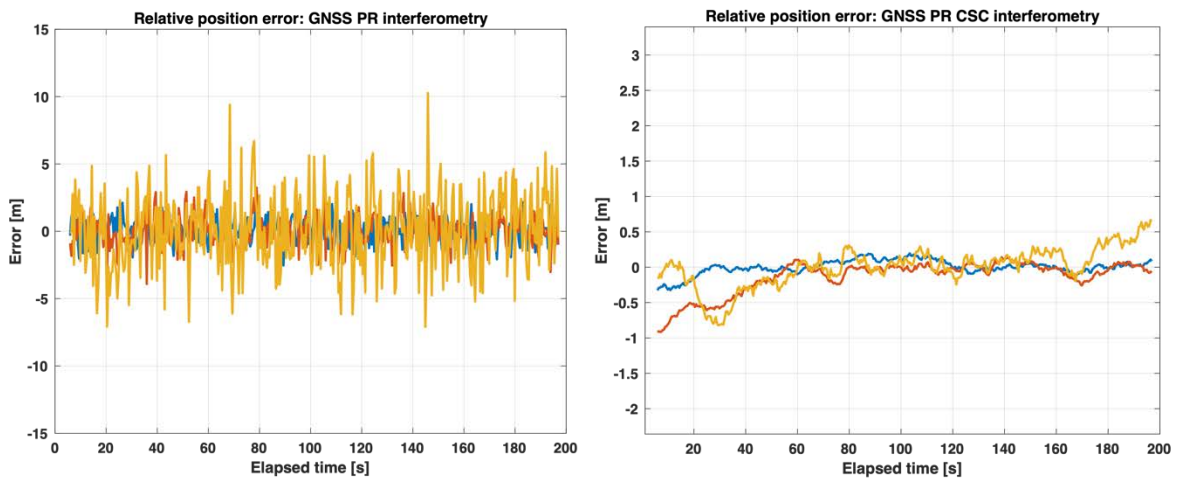 Relative position error: GNSS PR interferometry
15
10
5
0
-5
-10
-15
Error [m]
0 20 40 60 80 100 120 140 160 180 200
Elapsed time [s]
Relative position error: GNSS PR CSC interferometry
3
2.5
2
1.5
1
0.5
0
-0.5
-1
-1.5
-2
Error [m]
20 40 60 80 100 120 140 160 180 200
Elapsed time [s]